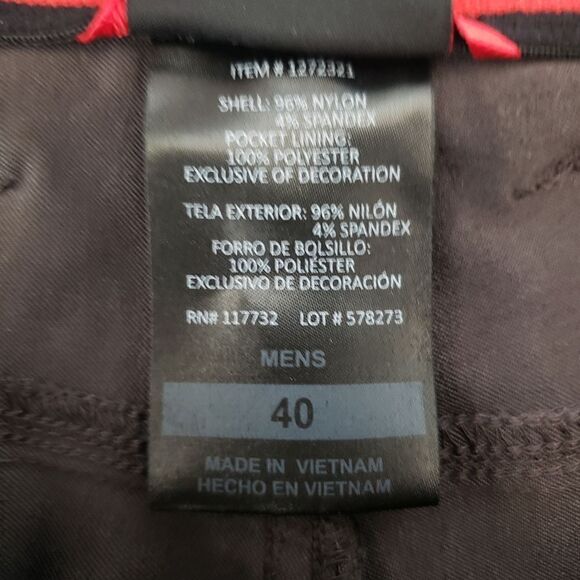 ITEM # 1272321
SHELL: 96% NYLON
4% SPANDEX
POCKET LINING:
100% POLYESTER
EXCLUSIVE OF DECORATION
TELA EXTERIOR: 96% NILÓN
4% SPANDEX
FORRO DE BOLSILLO:
100% POLIÉSTER
EXCLUSIVO DE DECORACIÓN
RN# 117732 LOT # 578273
MENS
40
MADE IN VIETNAM
HECHO EN VIETNAM